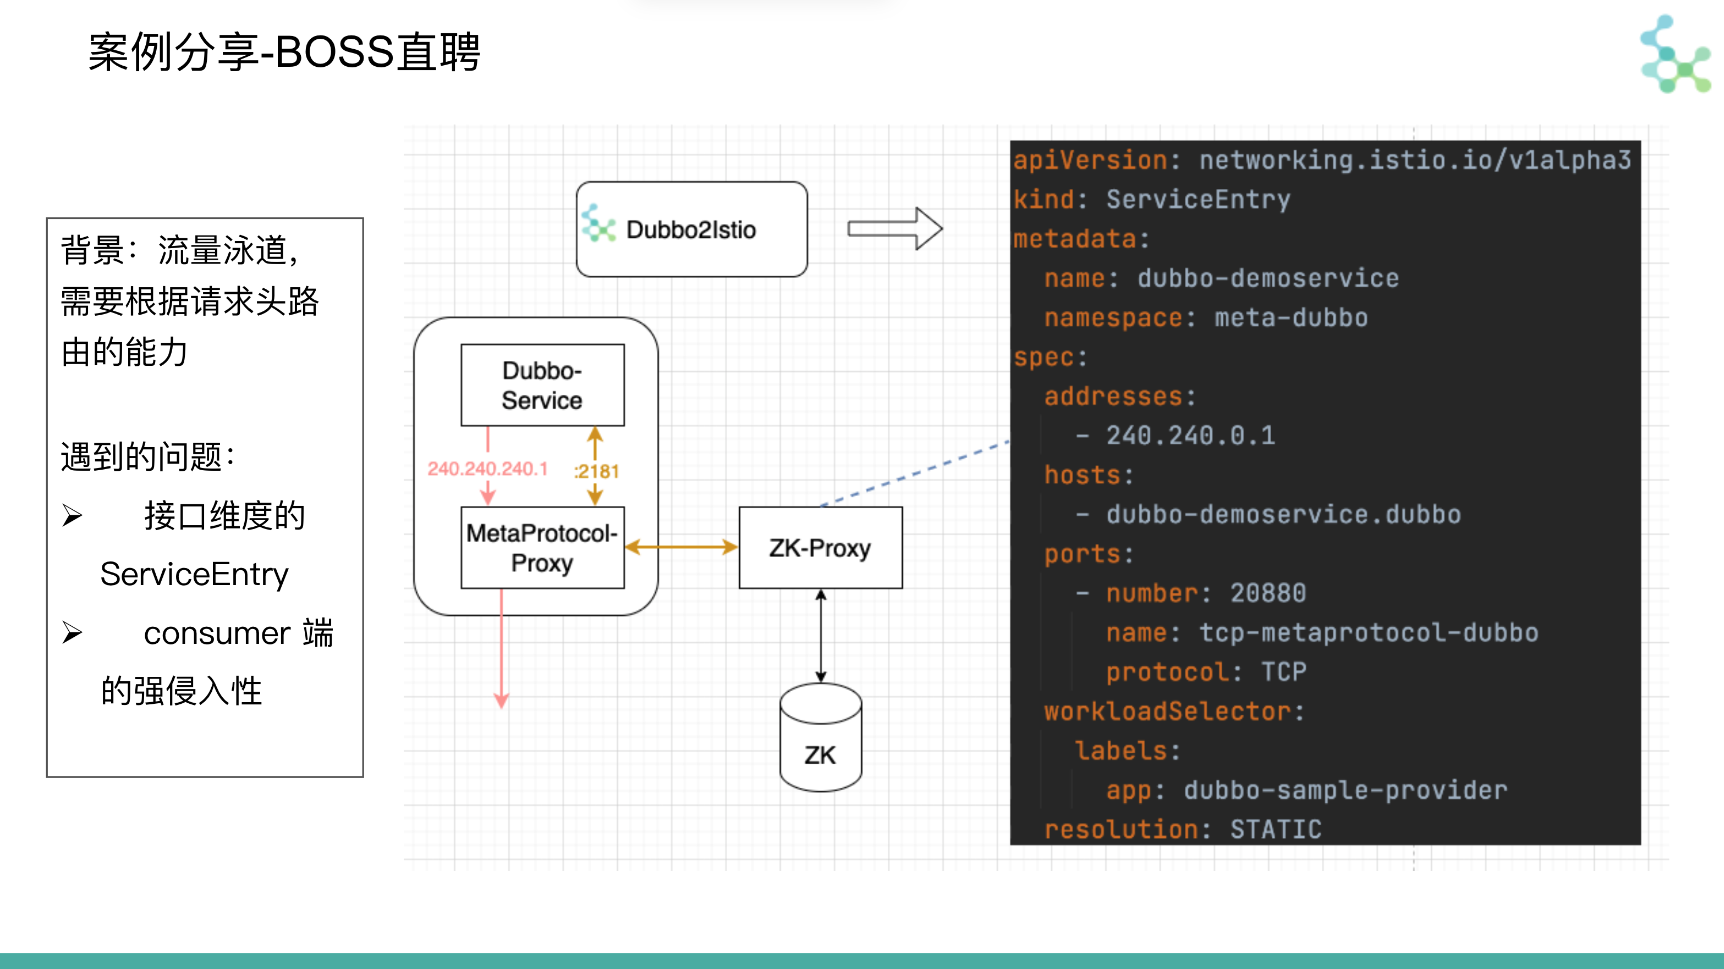 案例分享-BOSS直聘
背景：流量泳道，
需要根据请求头路
由的能力
遇到的问题：
➢ 接口维度的
ServiceEntry
➢ consumer 端
的强侵入性
Dubbo2Istio
Dubbo-
Service
240.240.240.1
:2181
MetaProtocol-
Proxy
ZK-Proxy
ZK
apiVersion: networking.istio.io/v1alpha3
kind: ServiceEntry
metadata:
  name: dubbo-demoservice
  namespace: meta-dubbo
spec:
  addresses:
    - 240.240.0.1
  hosts:
    - dubbo-demoservice.dubbo
  ports:
    - number: 20880
      name: tcp-metaprotocol-dubbo
      protocol: TCP
  workloadSelector:
    labels:
      app: dubbo-sample-provider
  resolution: STATIC